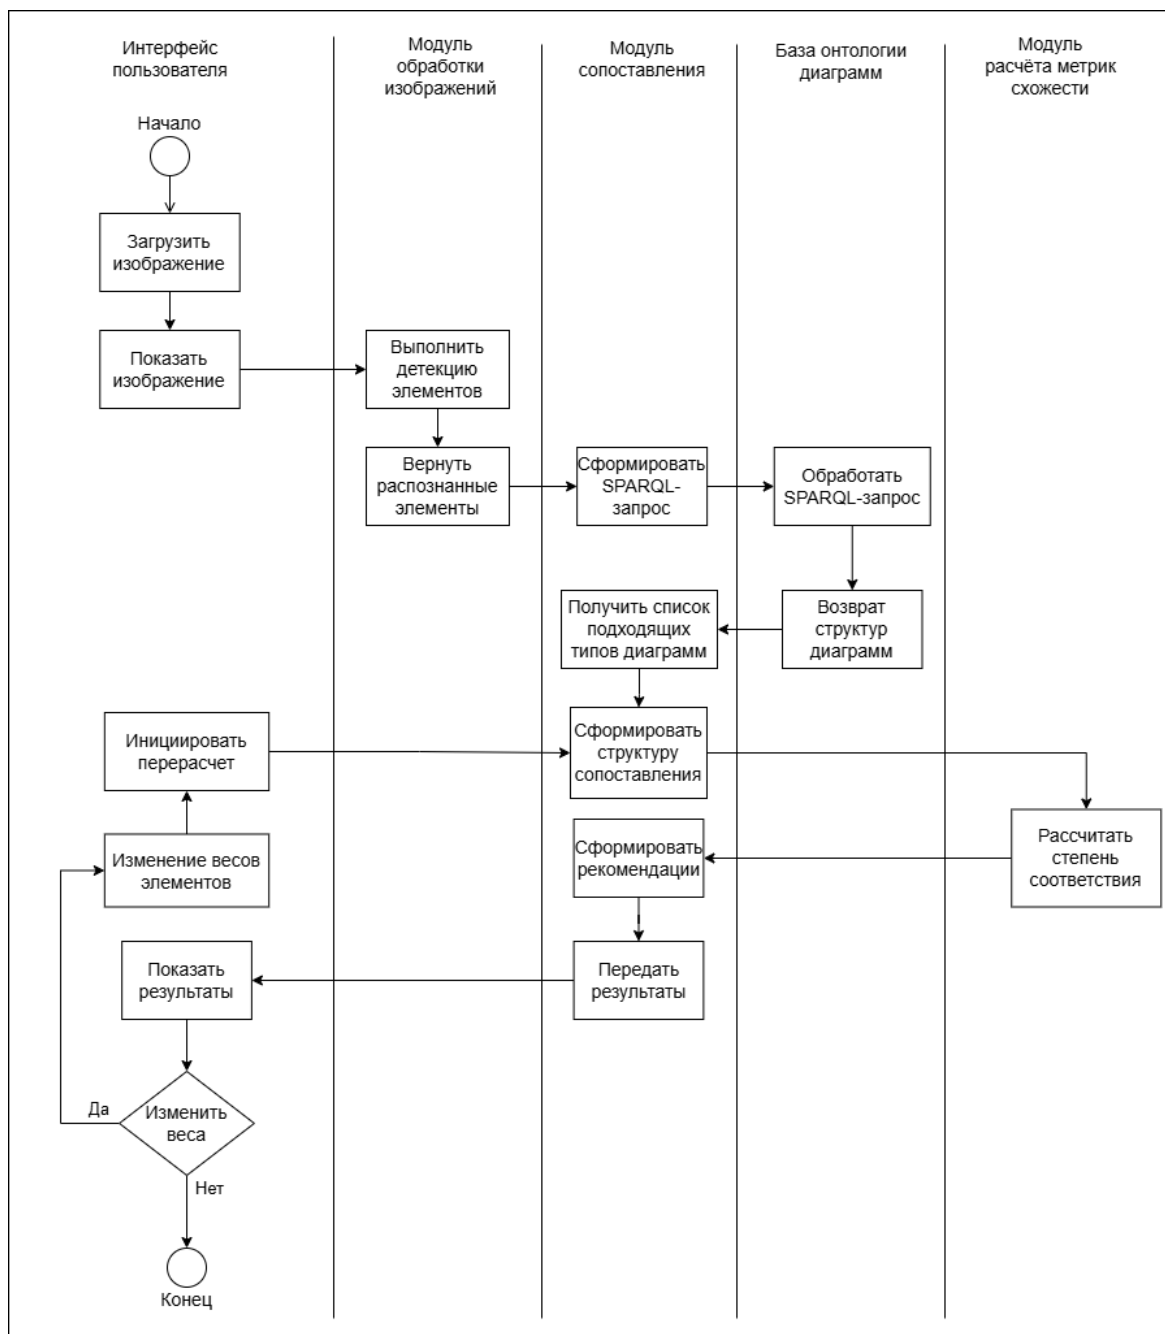 Интерфейс
пользователя
Модуль
обработки
изображений
Модуль
сопоставления
База онтологии
диаграмм
Модуль
расчёта метрик
схожести
Начало
Загрузить
изображение
Показать
изображение
Выполнить
детекцию
элементов
Вернуть
распознанные
элементы
Сформировать
SPARQL-
запрос
Обработать
SPARQL-запрос
Получить список
подходящих
типов диаграмм
Возврат
структур
диаграмм
Инициировать
перерасчет
Сформировать
структуру
сопоставления
Изменение весов
элементов
Сформировать
рекомендации
Рассчитать
степень
соответствия
Показать
результаты
Передать
результаты
Да
Изменить
веса
Нет
Конец